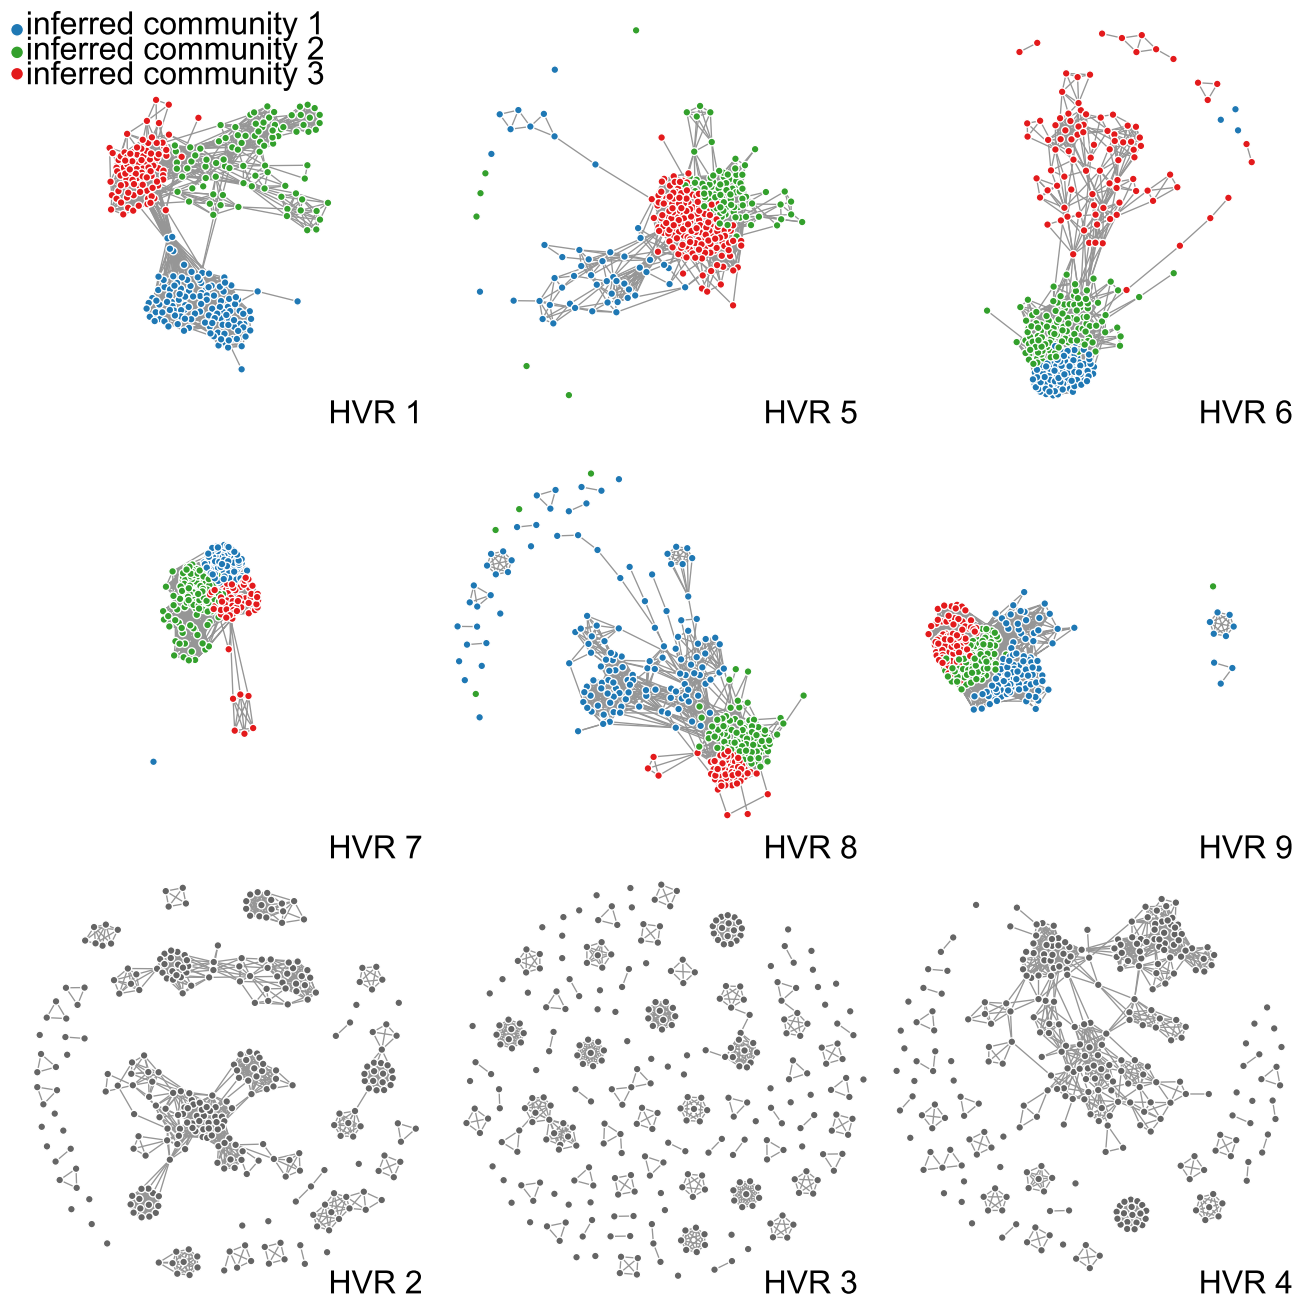 inferred community 1
inferred community 2
inferred community 3
HVR 1
HVR 5
HVR 6
HVR 7
HVR 8
HVR 9
HVR 2
HVR 3
HVR 4